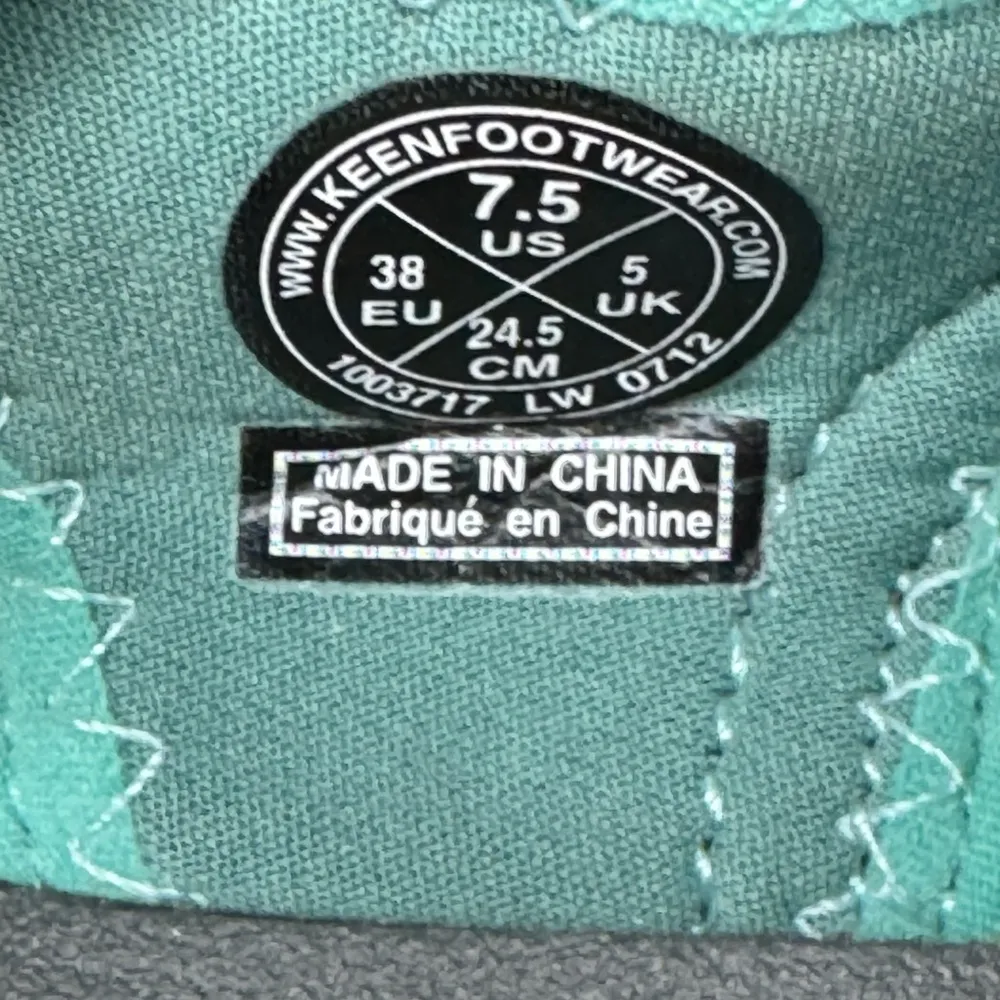 WWW.KEENFOOTWEAR.COM
7.5
US
38
EU
5
UK
24.5
CM
1003717 LW 0712
MADE IN CHINA
Fabriqué en Chine